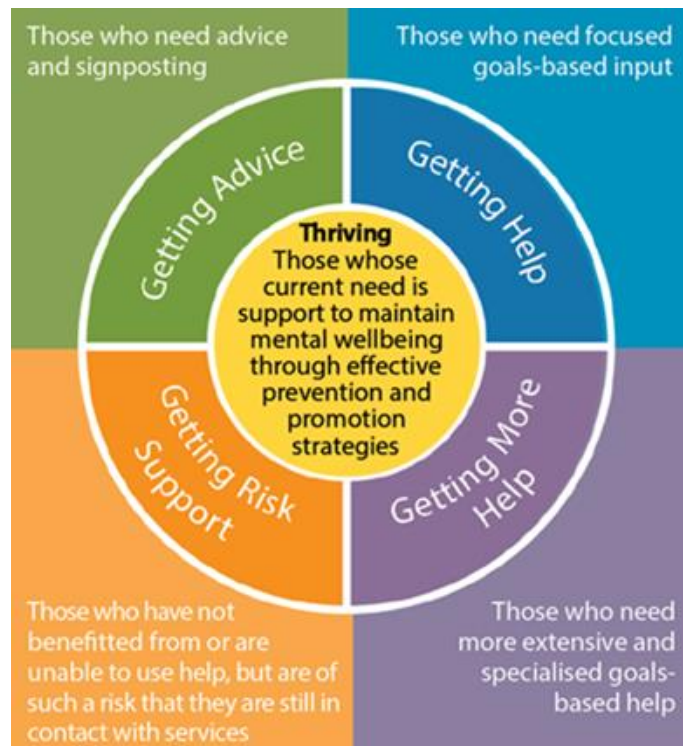 Those who need advice
and signposting
Those who need focused
goals-based input
Getting Advice
Getting Help
Thriving
Those whose
current need is
support to maintain
mental wellbeing
through effective
prevention and
promotion
strategies
Getting Risk
Support
Getting More
Help
Those who have not
benefitted from or are
unable to use help, but are of
such a risk that they are still in
contact with services
Those who need
more extensive and
specialised goals-
based help